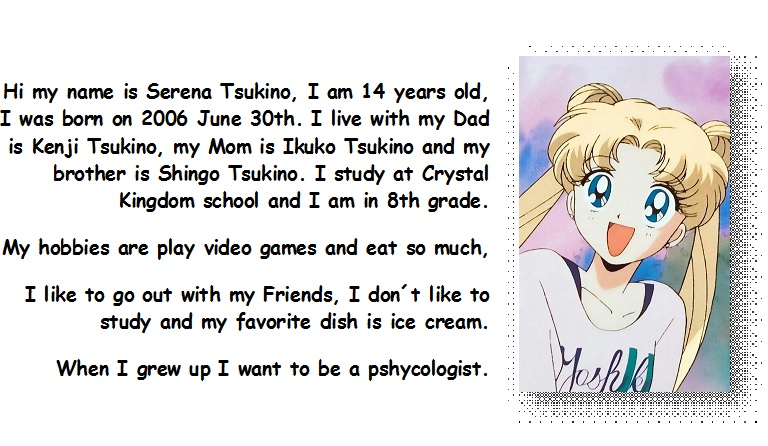 Hi my name is Serena Tsukino, I am 14 years old,
I was born on 2006 June 30th. I live with my Dad
is Kenji Tsukino, my Mom is Ikuko Tsukino and my
brother is Shingo Tsukino. I study at Crystal
Kingdom school and I am in 8th grade.
My hobbies are play video games and eat so much,
I like to go out with my Friends, I don´t like to
study and my favorite dish is ice cream.
When I grew up I want to be a pshycologist.